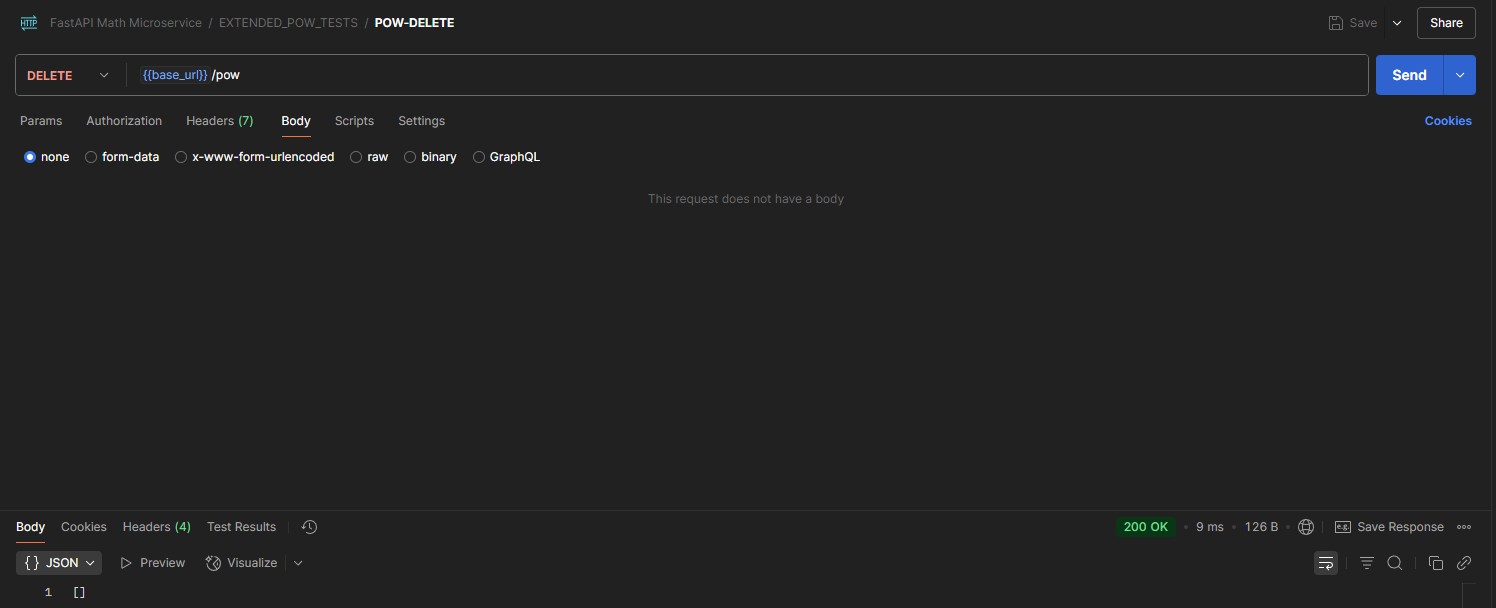 HTTP FastAPI Math Microservice / EXTENDED_POW_TESTS / POW-DELETE Save Share
DELETE {{base_url}} /pow Send
Params Authorization Headers (7) Body Scripts Settings Cookies
none form-data x-www-form-urlencoded raw binary GraphQL
This request does not have a body
Body Cookies Headers (4) Test Results 200 OK • 9 ms • 126 B • e.g. Save Response
{} JSON Preview Visualize
1 []